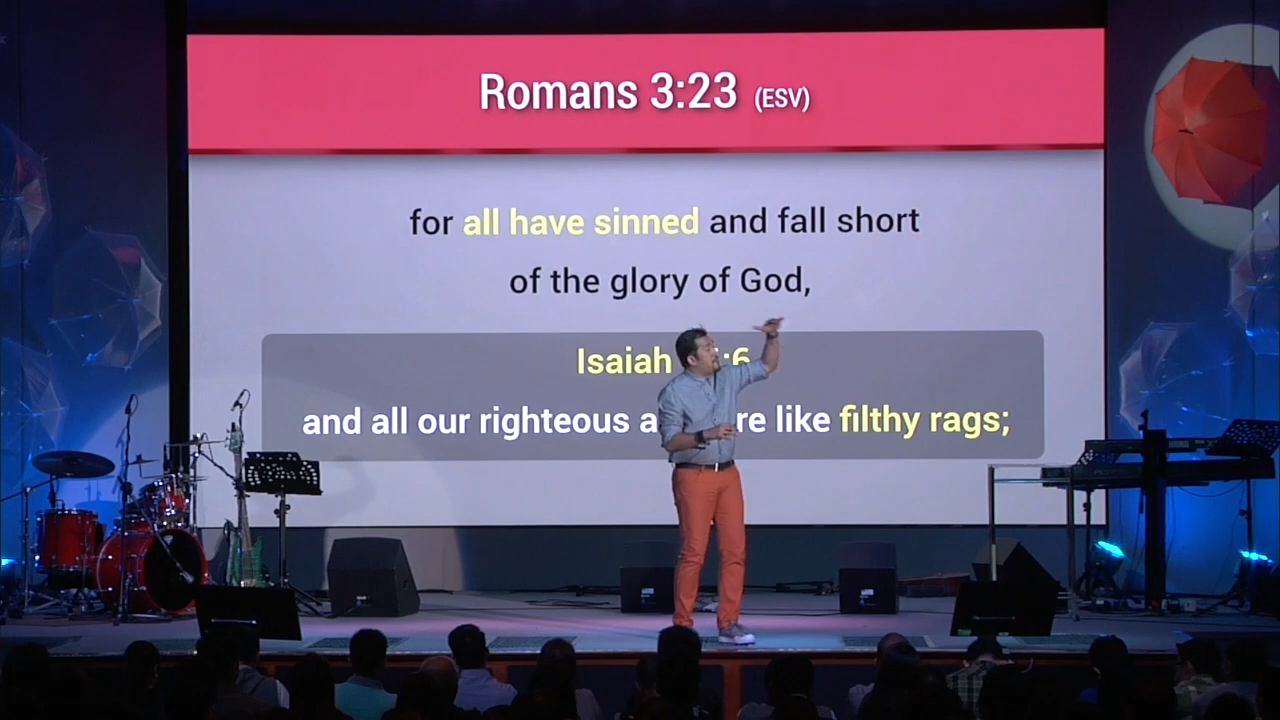 Romans 3:23 (ESV)
for all have sinned and fall short
of the glory of God,
Isaiah :6
and all our righteous a re like filthy rags;